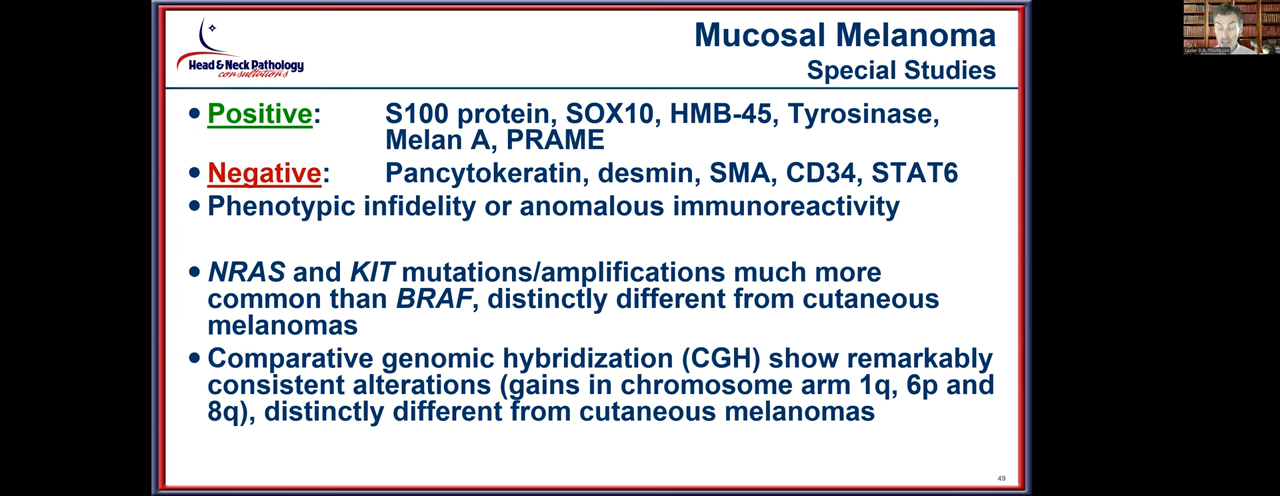 Head & Neck Pathology
consultations
Mucosal Melanoma
Special Studies
• Positive: S100 protein, SOX10, HMB-45, Tyrosinase,
Melan A, PRAME
• Negative: Pancytokeratin, desmin, SMA, CD34, STAT6
• Phenotypic infidelity or anomalous immunoreactivity
• NRAS and KIT mutations/amplifications much more
common than BRAF, distinctly different from cutaneous
melanomas
• Comparative genomic hybridization (CGH) show remarkably
consistent alterations (gains in chromosome arm 1q, 6p and
8q), distinctly different from cutaneous melanomas
49